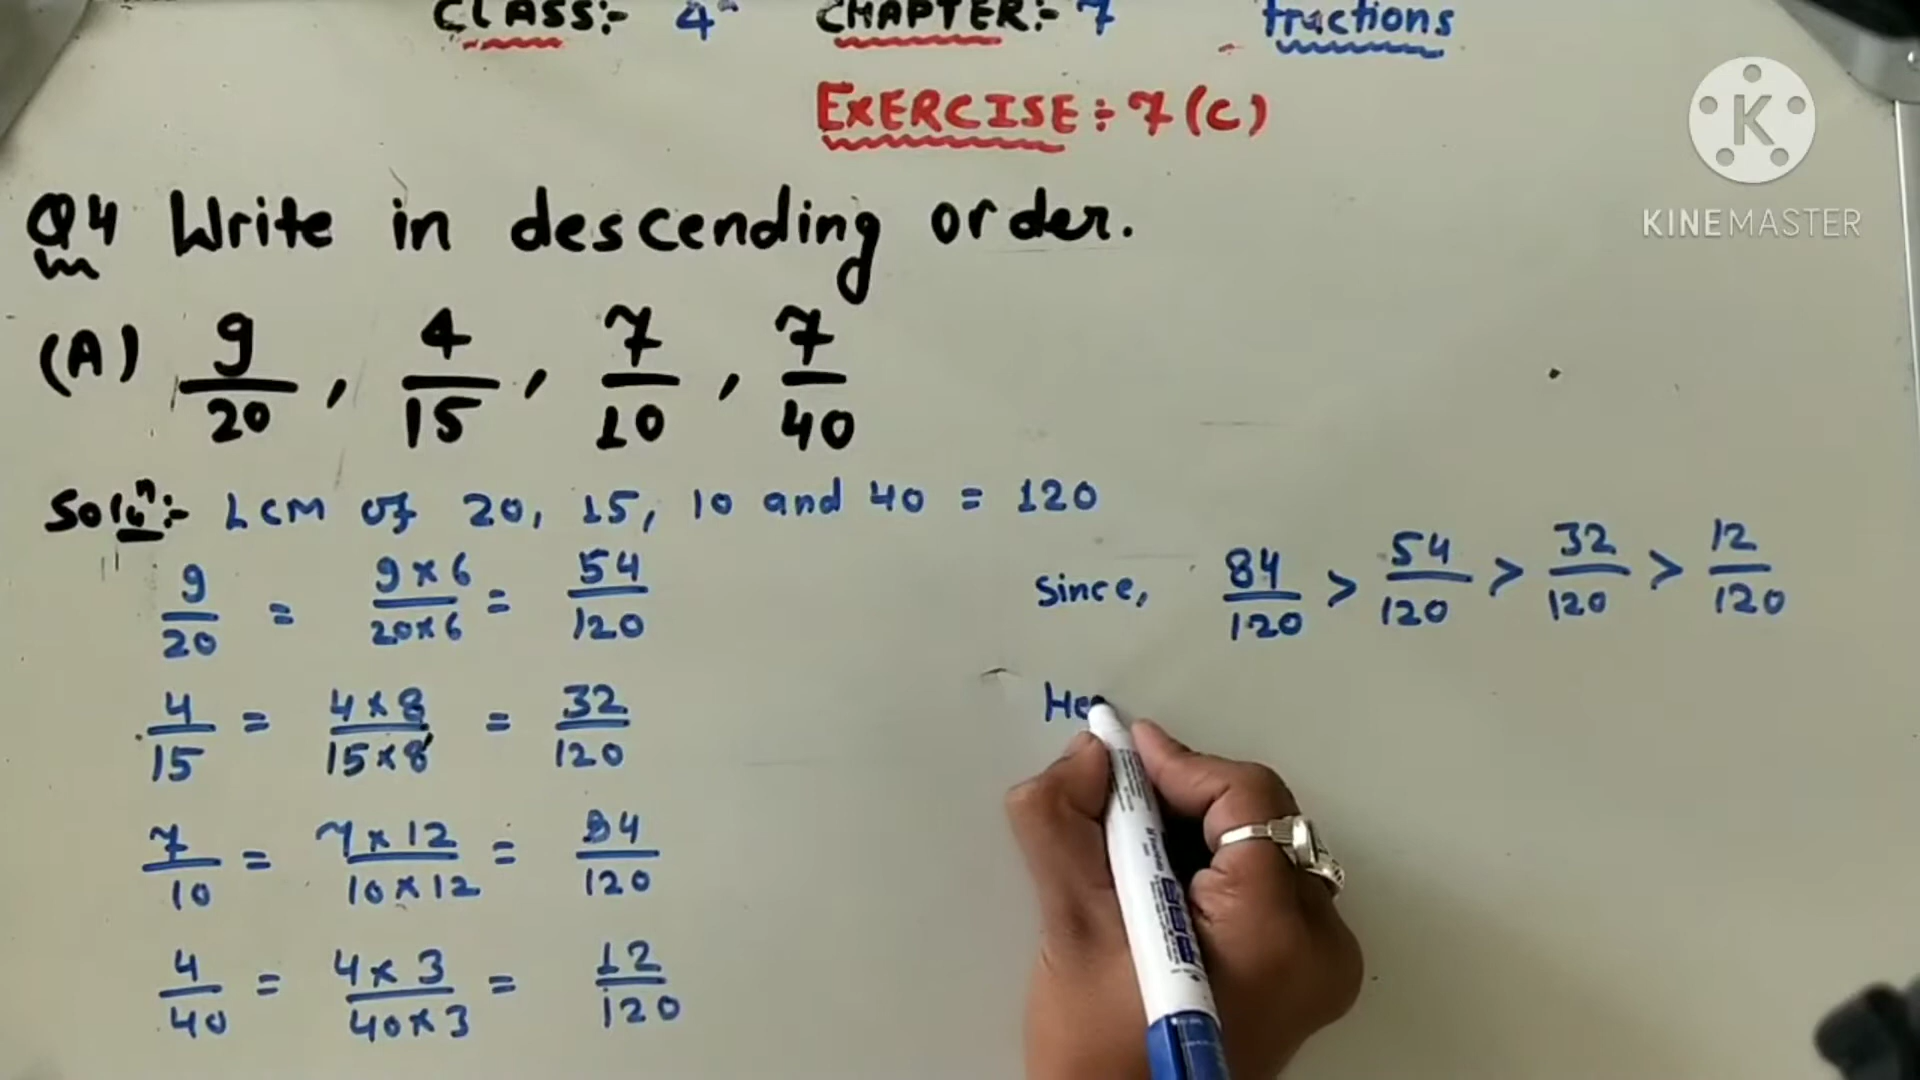 CLASS:- 4 CHAPTER:- 7 fractions
EXERCISE:- 7(C)
K
KINEMASTER
Q4 Write in descending order.
(A) 9/20, 4/15, 7/10, 7/40
Solⁿ:- LCM of 20, 15, 10 and 40 = 120
9/20 = 9×6/20×6 = 54/120
4/15 = 4×8/15×8 = 32/120
7/10 = 7×12/10×12 = 84/120
4/40 = 4×3/40×3 = 12/120
Since, 84/120 > 54/120 > 32/120 > 12/120
He